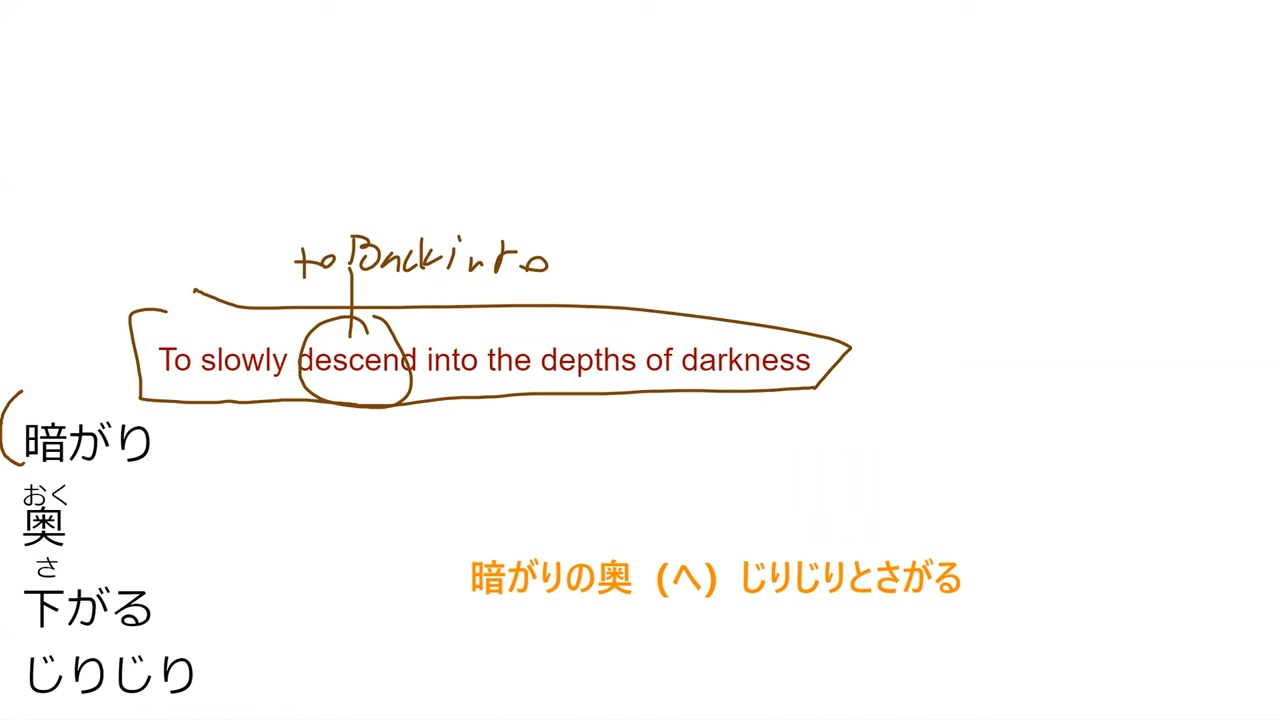 to Back into
To slowly descend into the depths of darkness
暗がり
おく
奥
さ
下がる
じりじり
暗がりの奥（へ）じりじりとさがる